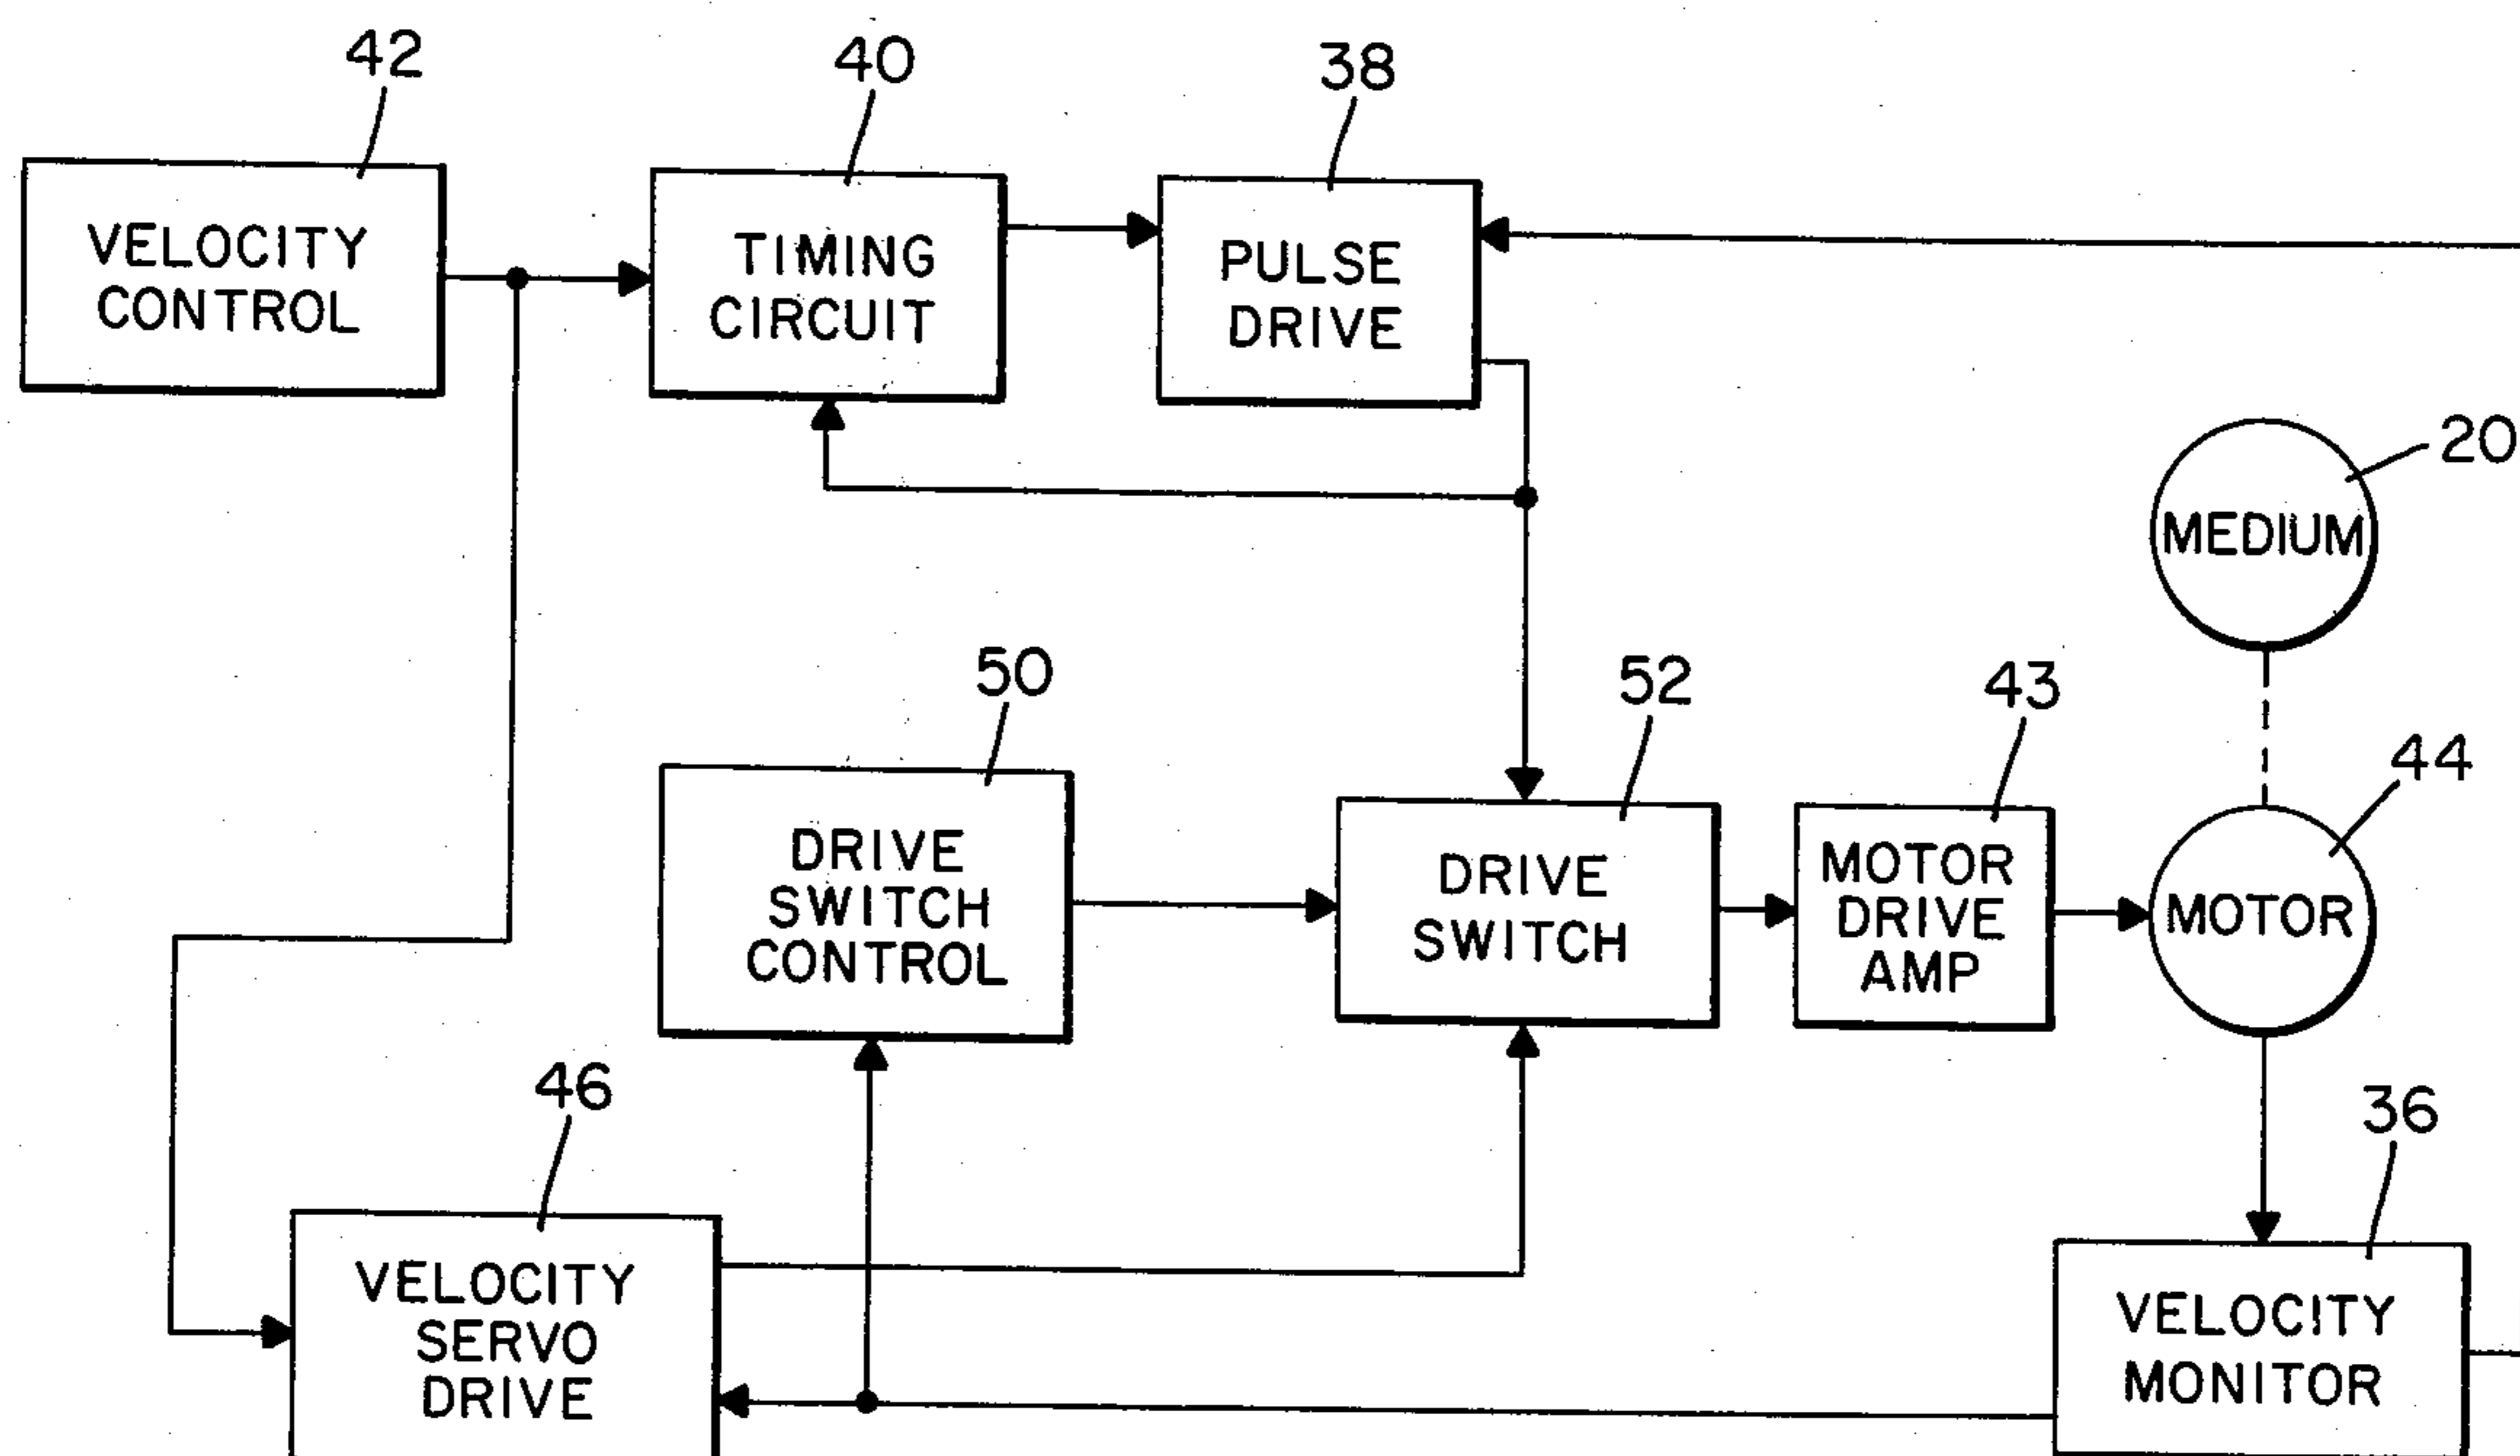 42
40
38
VELOCITY
CONTROL
TIMING
CIRCUIT
PULSE
DRIVE
20
MEDIUM
50
52
43
44
DRIVE
SWITCH
CONTROL
DRIVE
SWITCH
MOTOR
DRIVE
AMP
MOTOR
46
36
VELOCITY
SERVO
DRIVE
VELOCITY
MONITOR